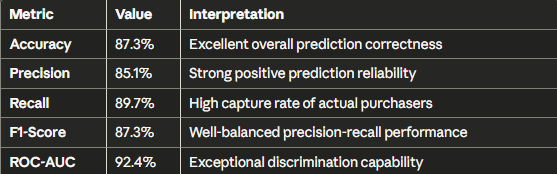 Metric Value Interpretation
Accuracy 87.3% Excellent overall prediction correctness
Precision 85.1% Strong positive prediction reliability
Recall 89.7% High capture rate of actual purchasers
F1-Score 87.3% Well-balanced precision-recall performance
ROC-AUC 92.4% Exceptional discrimination capability